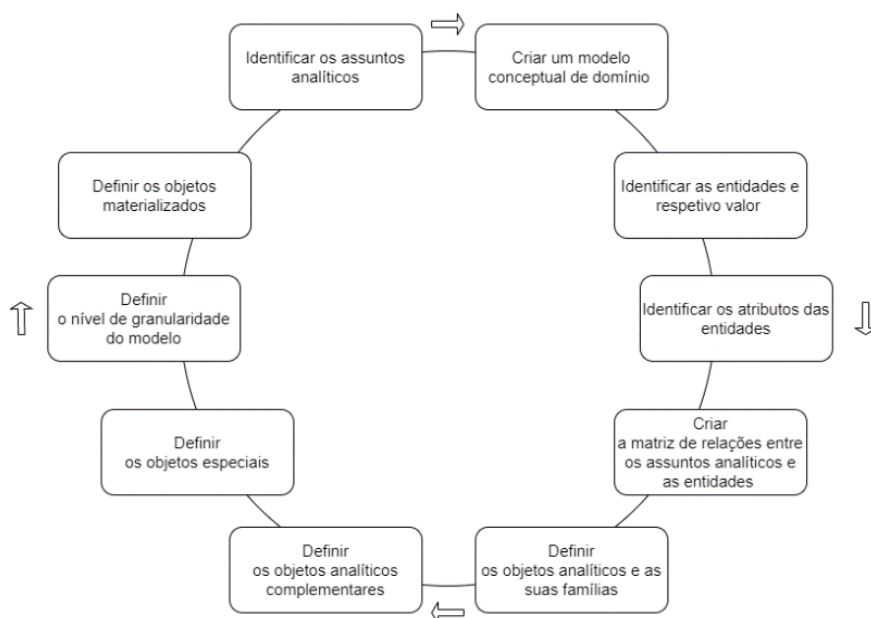 Identificar os assuntos
analíticos
Criar um modelo
conceptual de domínio
Identificar as entidades e
respetivo valor
Identificar os atributos das
entidades
Criar
a matriz de relações entre
os assuntos analíticos e
as entidades
Definir
os objetos analíticos e as
suas famílias
Definir
os objetos analíticos
complementares
Definir
os objetos especiais
Definir
o nível de granularidade
do modelo
Definir os objetos
materializados